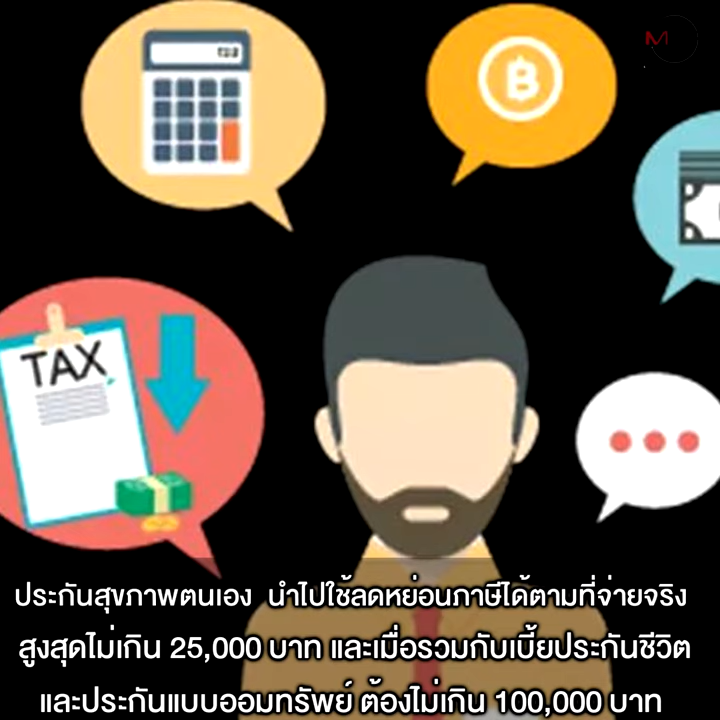 M
TAX
ประกันสุขภาพตนเอง นำไปใช้ลดหย่อนภาษีได้ตามที่จ่ายจริง
สูงสุดไม่เกิน 25,000 บาท และเมื่อรวมกับเบี้ยประกันชีวิต
และประกันแบบออมทรัพย์ ต้องไม่เกิน 100,000 บาท